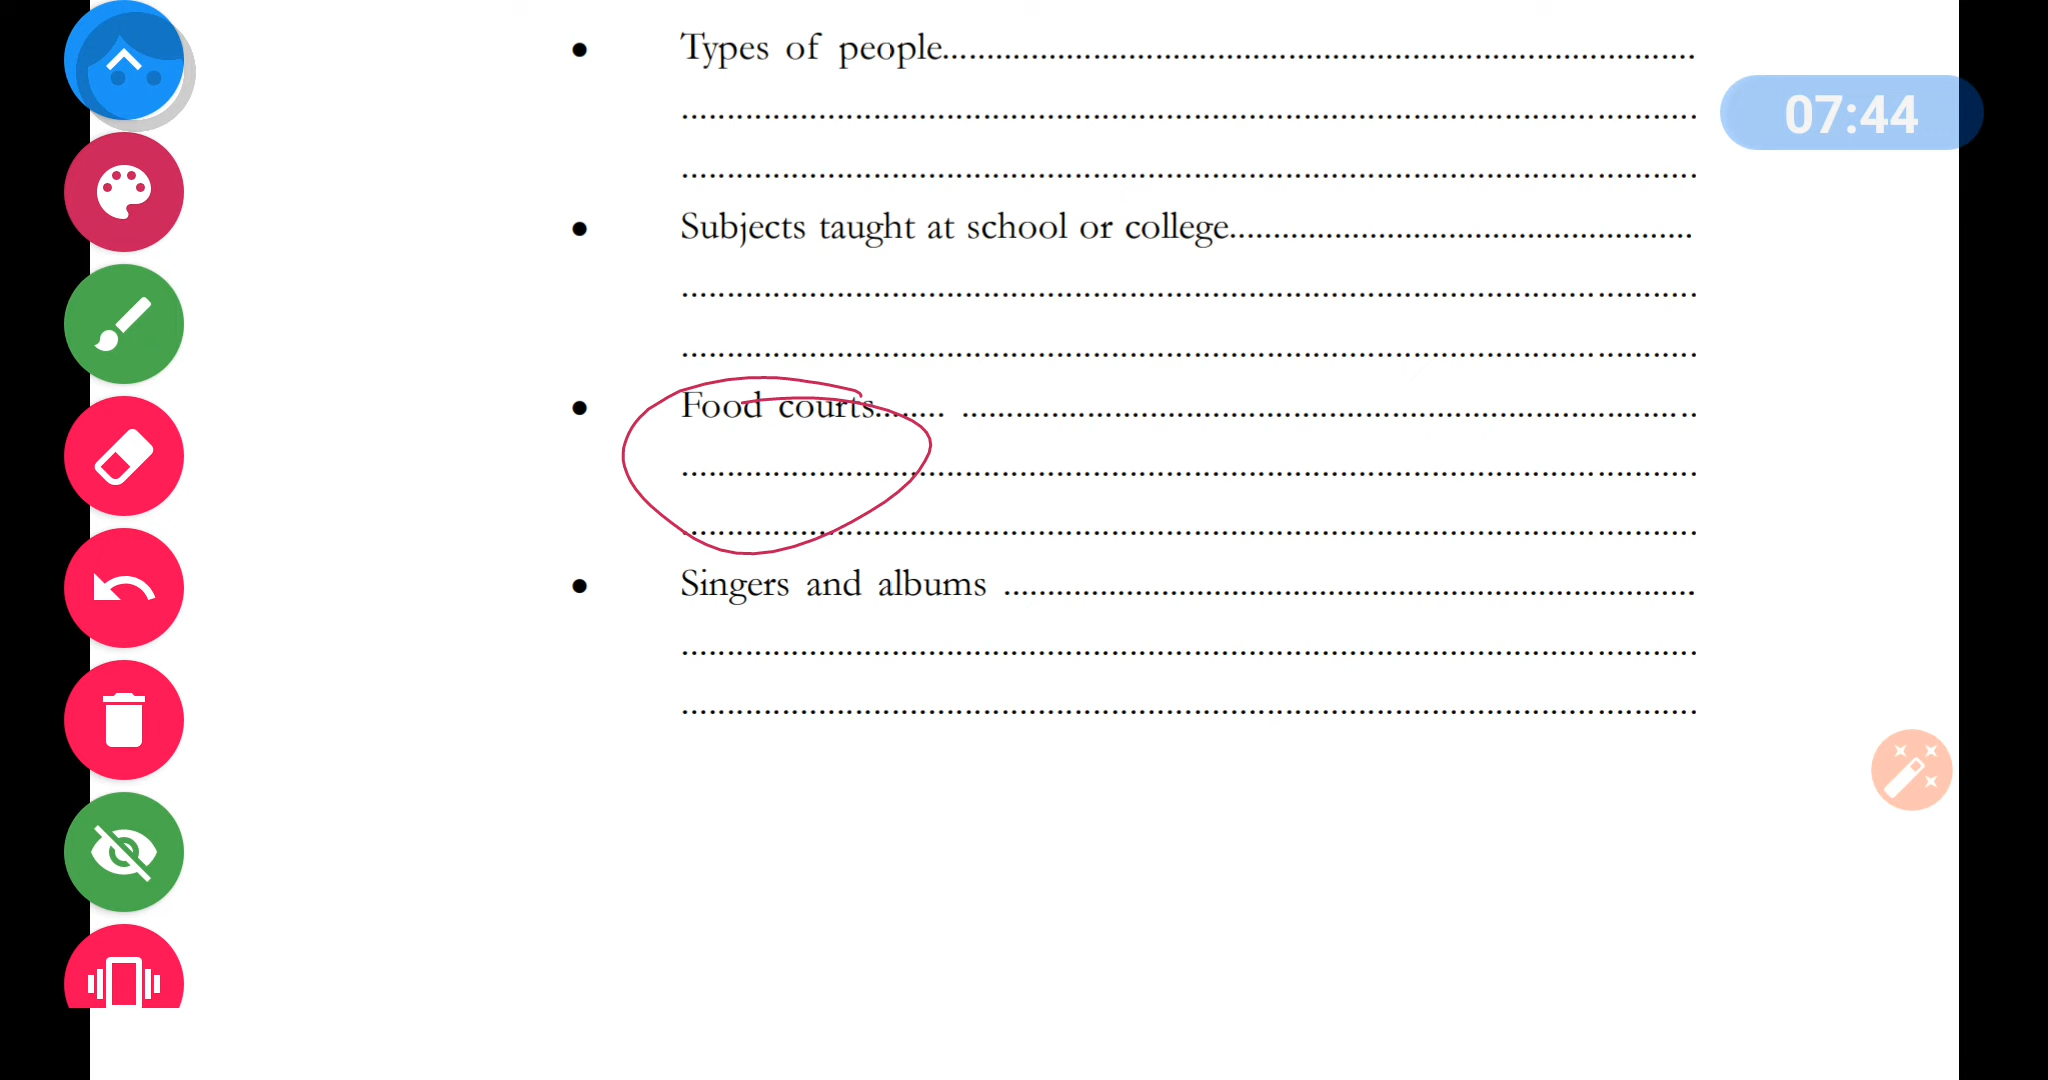 • Types of people....................................................................................
..................................................................................................................
..................................................................................................................
07:44
• Subjects taught at school or college....................................................
..................................................................................................................
..................................................................................................................
• Food courts........ ..................................................................................
..................................................................................................................
..................................................................................................................
• Singers and albums .............................................................................
..................................................................................................................
..................................................................................................................